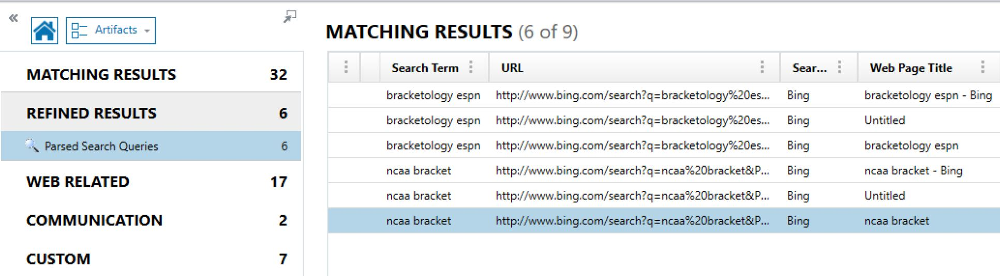 « Artifacts
MATCHING RESULTS 32
REFINED RESULTS 6
Parsed Search Queries 6
WEB RELATED 17
COMMUNICATION 2
CUSTOM 7
MATCHING RESULTS (6 of 9)
Search Term URL Sear... Web Page Title
bracketology espn http://www.bing.com/search?q=bracketology%20es... Bing bracketology espn - Bing
bracketology espn http://www.bing.com/search?q=bracketology%20es... Bing Untitled
bracketology espn http://www.bing.com/search?q=bracketology%20es... Bing bracketology espn
ncaa bracket http://www.bing.com/search?q=ncaa%20bracket&P... Bing ncaa bracket - Bing
ncaa bracket http://www.bing.com/search?q=ncaa%20bracket&P... Bing Untitled
ncaa bracket http://www.bing.com/search?q=ncaa%20bracket&P... Bing ncaa bracket